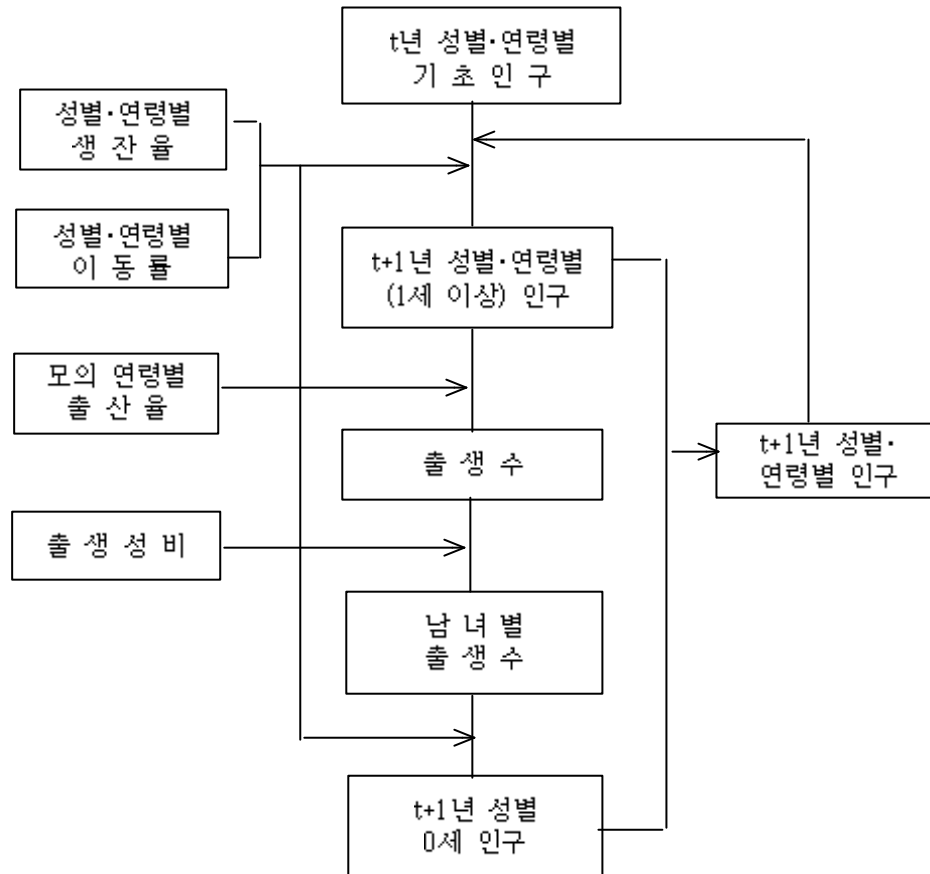 t년 성별·연령별
기 초 인 구
성별·연령별
생 잔 율
성별·연령별
이 동 률
t+1년 성별·연령별
(1세 이상) 인구
모의 연령별
출 산 율
출 생 수
t+1년 성별·
연령별 인구
출 생 성 비
남 녀 별
출 생 수
t+1년 성별
0세 인구